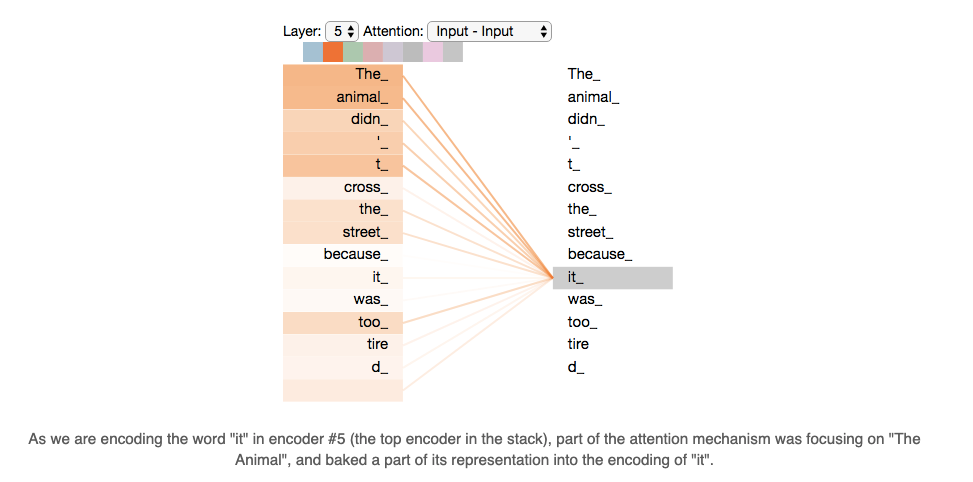 Layer: 5 Attention: Input - Input
The_ The_
animal_ animal_
didn_ didn_
'_ '_
t_ t_
cross_ cross_
the_ the_
street_ street_
because_ because_
it_ it_
was_ was_
too_ too_
tire tire
d_ d_
As we are encoding the word "it" in encoder #5 (the top encoder in the stack), part of the attention mechanism was focusing on "The
Animal", and baked a part of its representation into the encoding of "it".